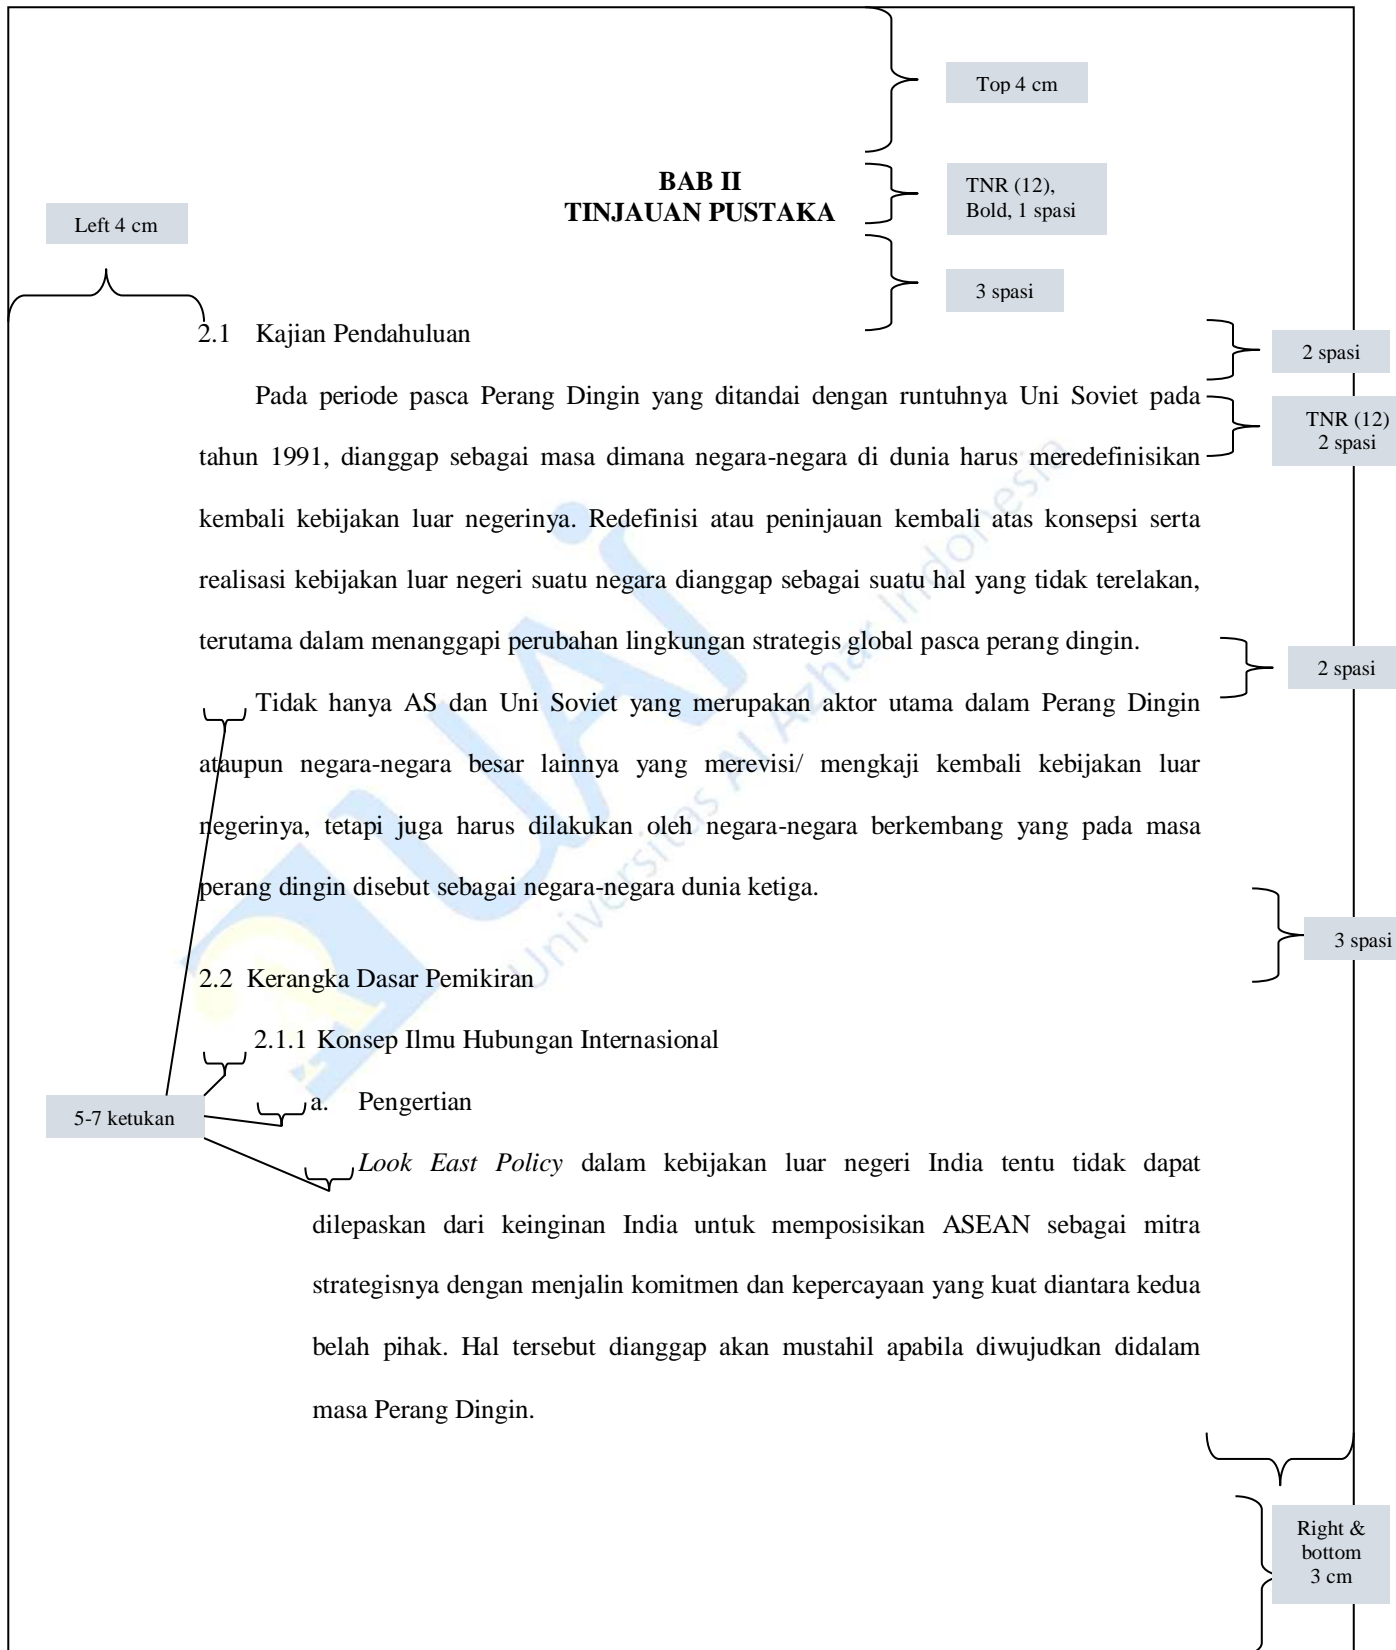 Top 4 cm
BAB II
TINJAUAN PUSTAKA
TNR (12),
Bold, 1 spasi
Left 4 cm
3 spasi
2.1 Kajian Pendahuluan
2 spasi
Pada periode pasca Perang Dingin yang ditandai dengan runtuhnya Uni Soviet pada
TNR (12)
2 spasi
tahun 1991, dianggap sebagai masa dimana negara-negara di dunia harus meredefinisikan
kembali kebijakan luar negerinya. Redefinisi atau peninjauan kembali atas konsepsi serta
realisasi kebijakan luar negeri suatu negara dianggap sebagai suatu hal yang tidak terelakan,
terutama dalam menanggapi perubahan lingkungan strategis global pasca perang dingin.
2 spasi
Tidak hanya AS dan Uni Soviet yang merupakan aktor utama dalam Perang Dingin
ataupun negara-negara besar lainnya yang merevisi/ mengkaji kembali kebijakan luar
negerinya, tetapi juga harus dilakukan oleh negara-negara berkembang yang pada masa
perang dingin disebut sebagai negara-negara dunia ketiga.
3 spasi
2.2 Kerangka Dasar Pemikiran
2.1.1 Konsep Ilmu Hubungan Internasional
a. Pengertian
5-7 ketukan
Look East Policy dalam kebijakan luar negeri India tentu tidak dapat
dilepaskan dari keinginan India untuk memposisikan ASEAN sebagai mitra
strategisnya dengan menjalin komitmen dan kepercayaan yang kuat diantara kedua
belah pihak. Hal tersebut dianggap akan mustahil apabila diwujudkan didalam
masa Perang Dingin.
Right &
bottom
3 cm
UAI
Universitas Al Azhar Indonesia